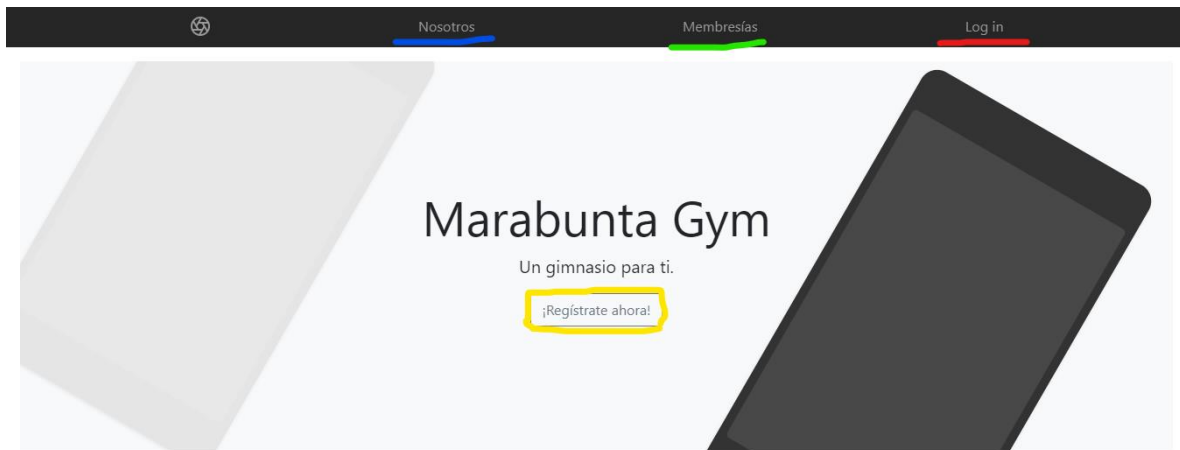 Nosotros Membresías Log in
Marabunta Gym
Un gimnasio para ti.
¡Regístrate ahora!